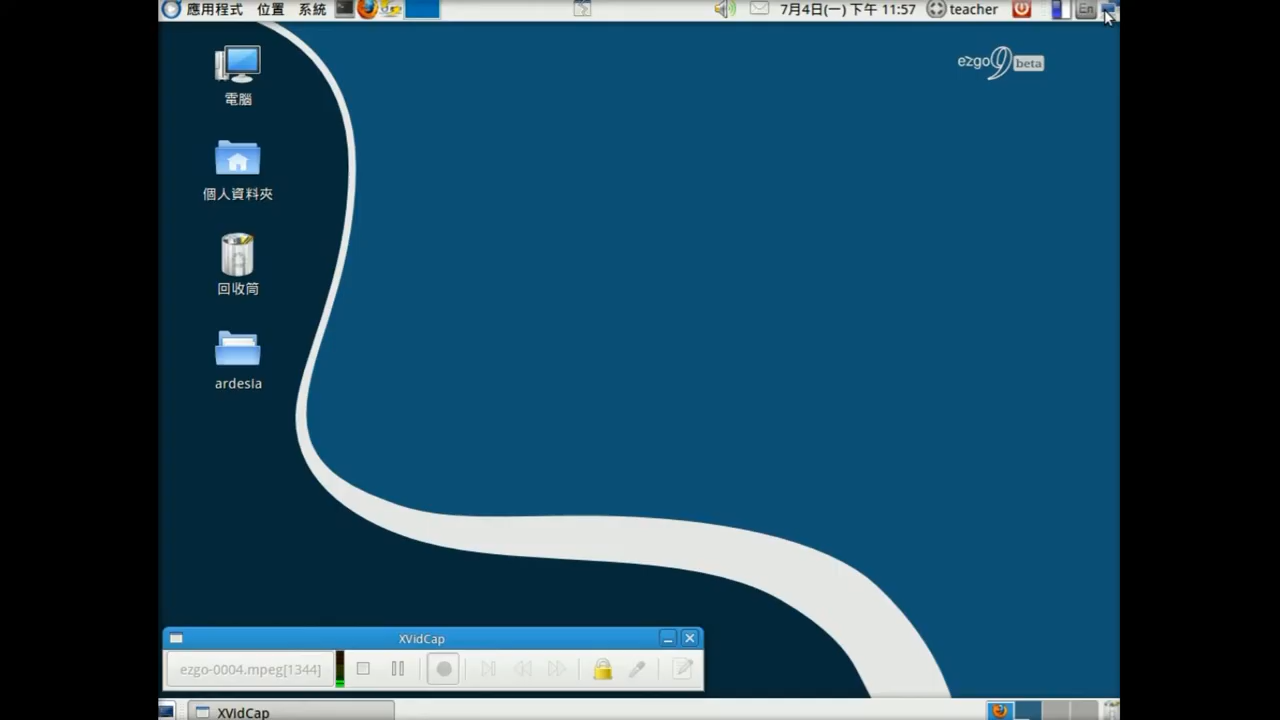 應用程式 位置 系統 7月4日(一) 下午 11:57 teacher En
ezgo9 beta
電腦
個人資料夾
回收筒
ardesia
XVidCap
ezgo-0004.mpeg[1344]
XVidCap